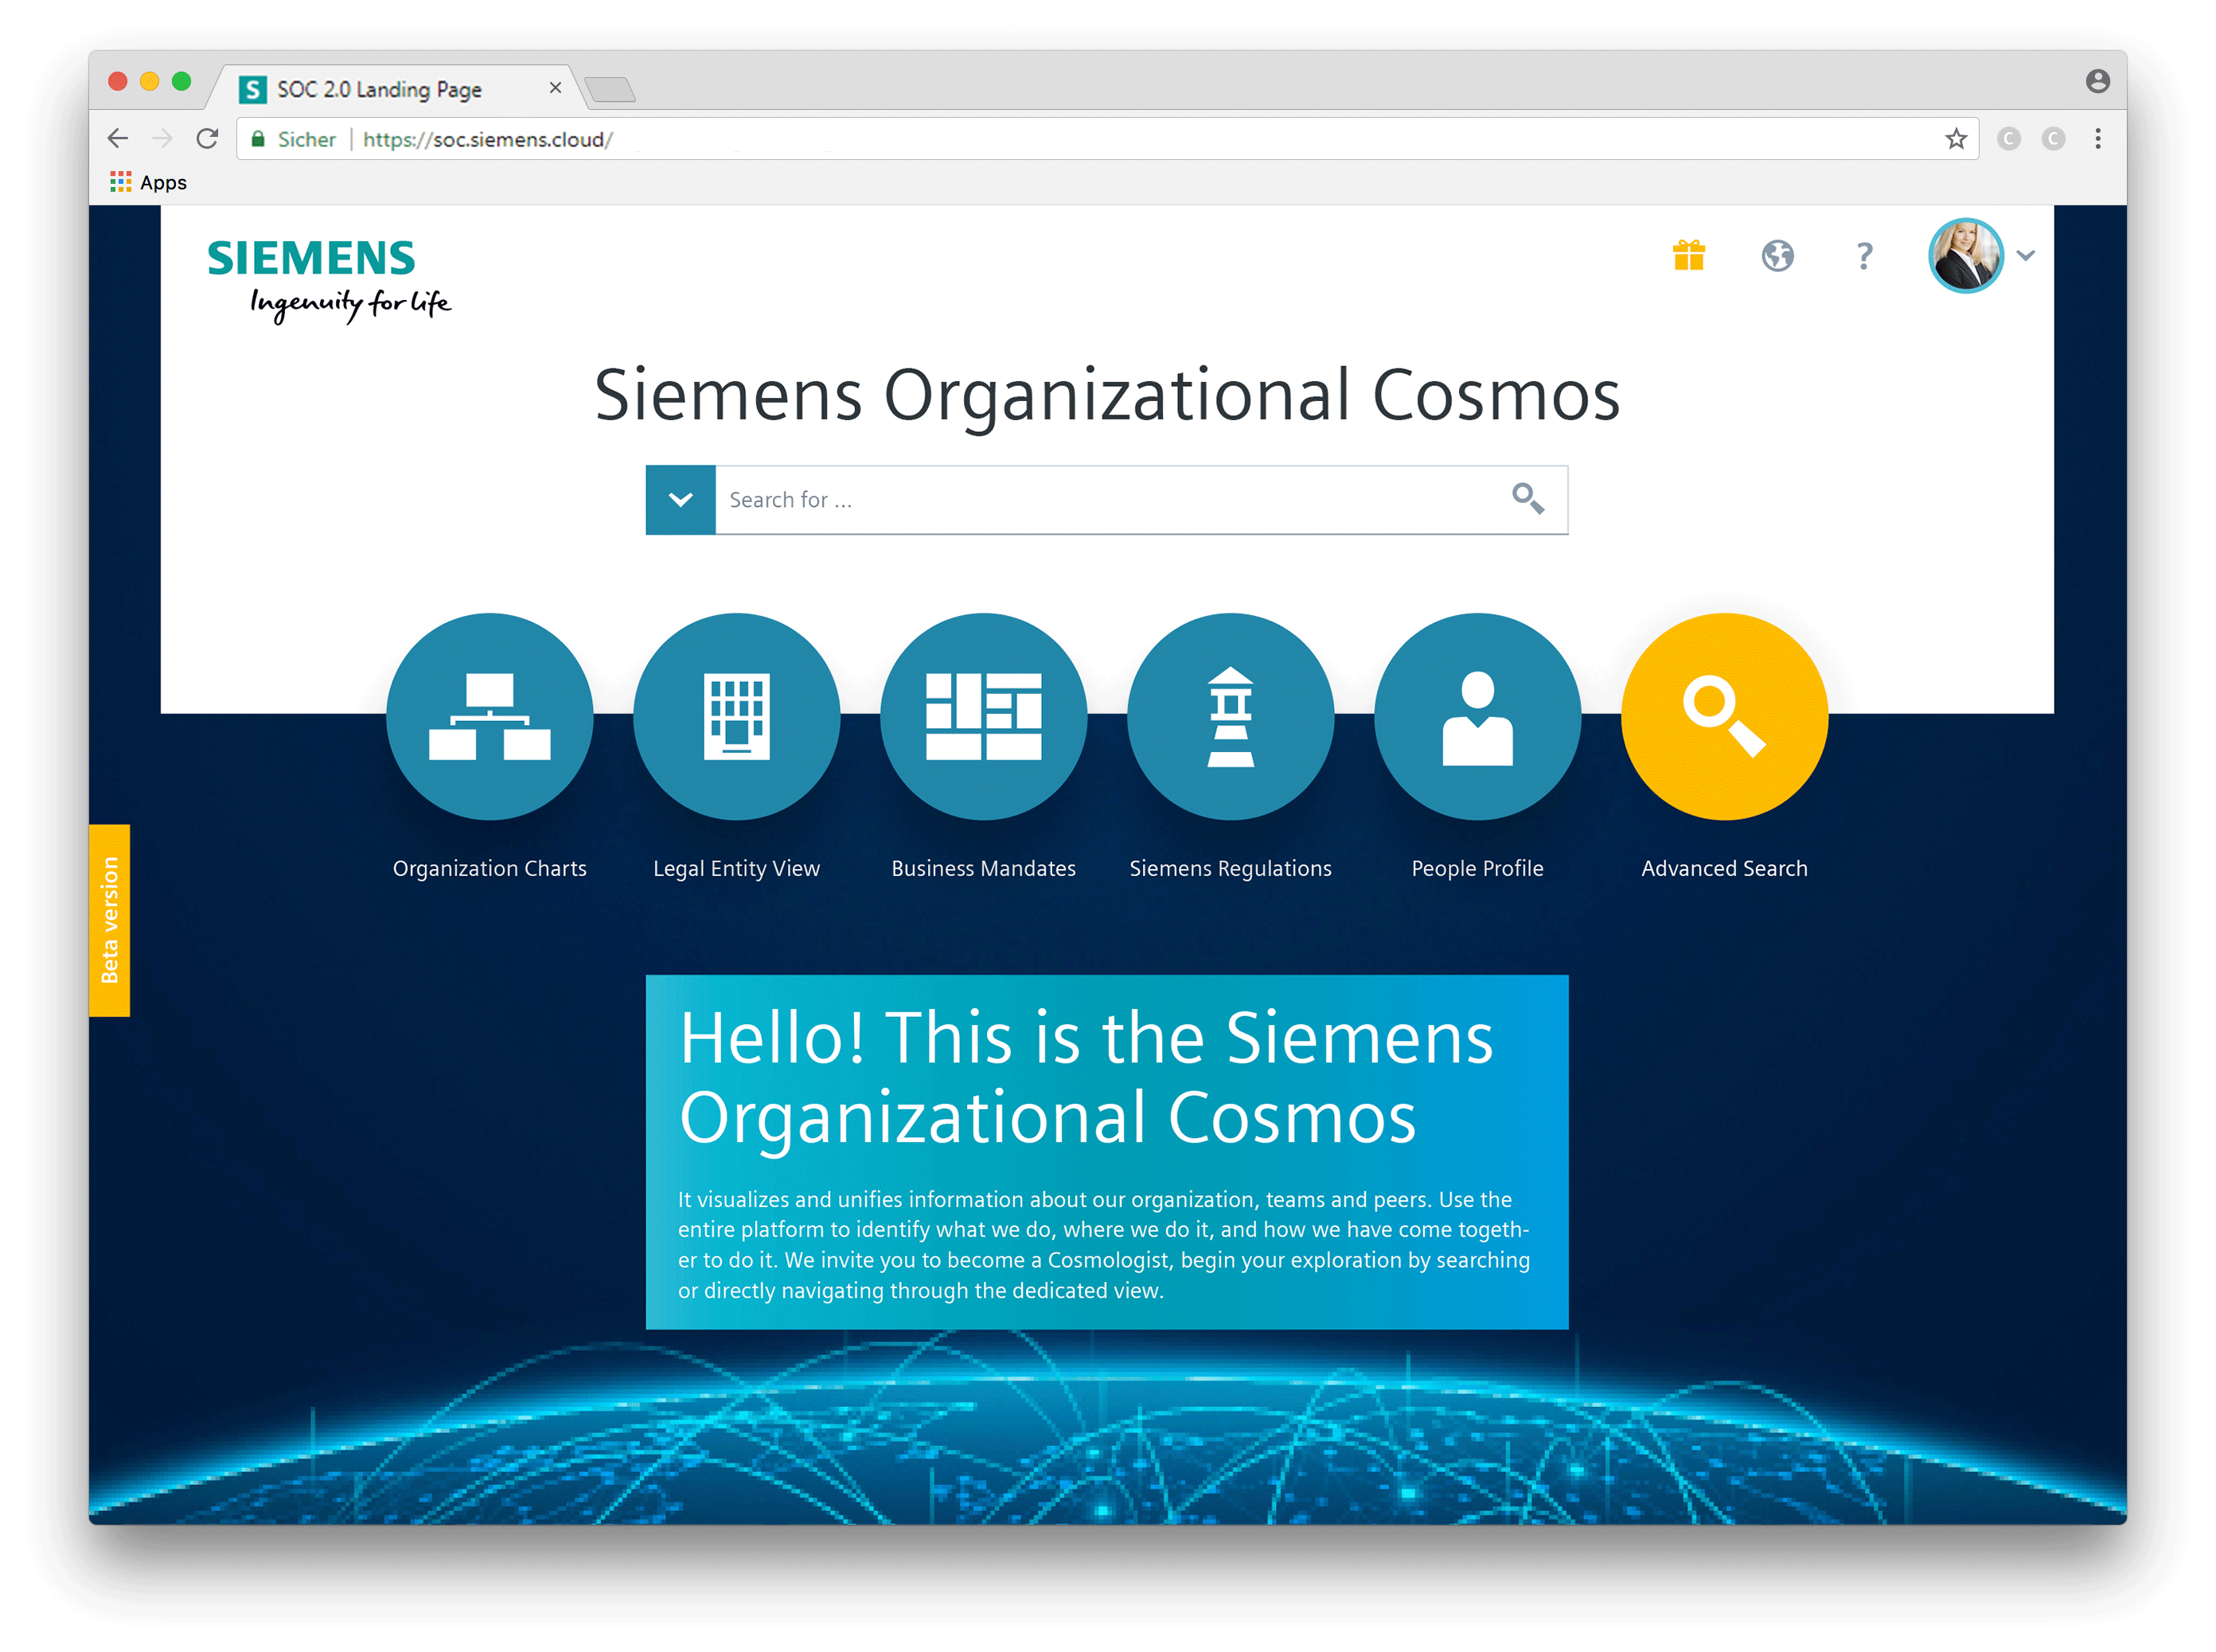 SOC 2.0 Landing Page
Sicher | https://soc.siemens.cloud/
Apps
SIEMENS
Ingenuity for life
Siemens Organizational Cosmos
Search for ...
Organization Charts
Legal Entity View
Business Mandates
Siemens Regulations
People Profile
Advanced Search
Beta version
Hello! This is the Siemens
Organizational Cosmos
It visualizes and unifies information about our organization, teams and peers. Use the
entire platform to identify what we do, where we do it, and how we have come togeth-
er to do it. We invite you to become a Cosmologist, begin your exploration by searching
or directly navigating through the dedicated view.